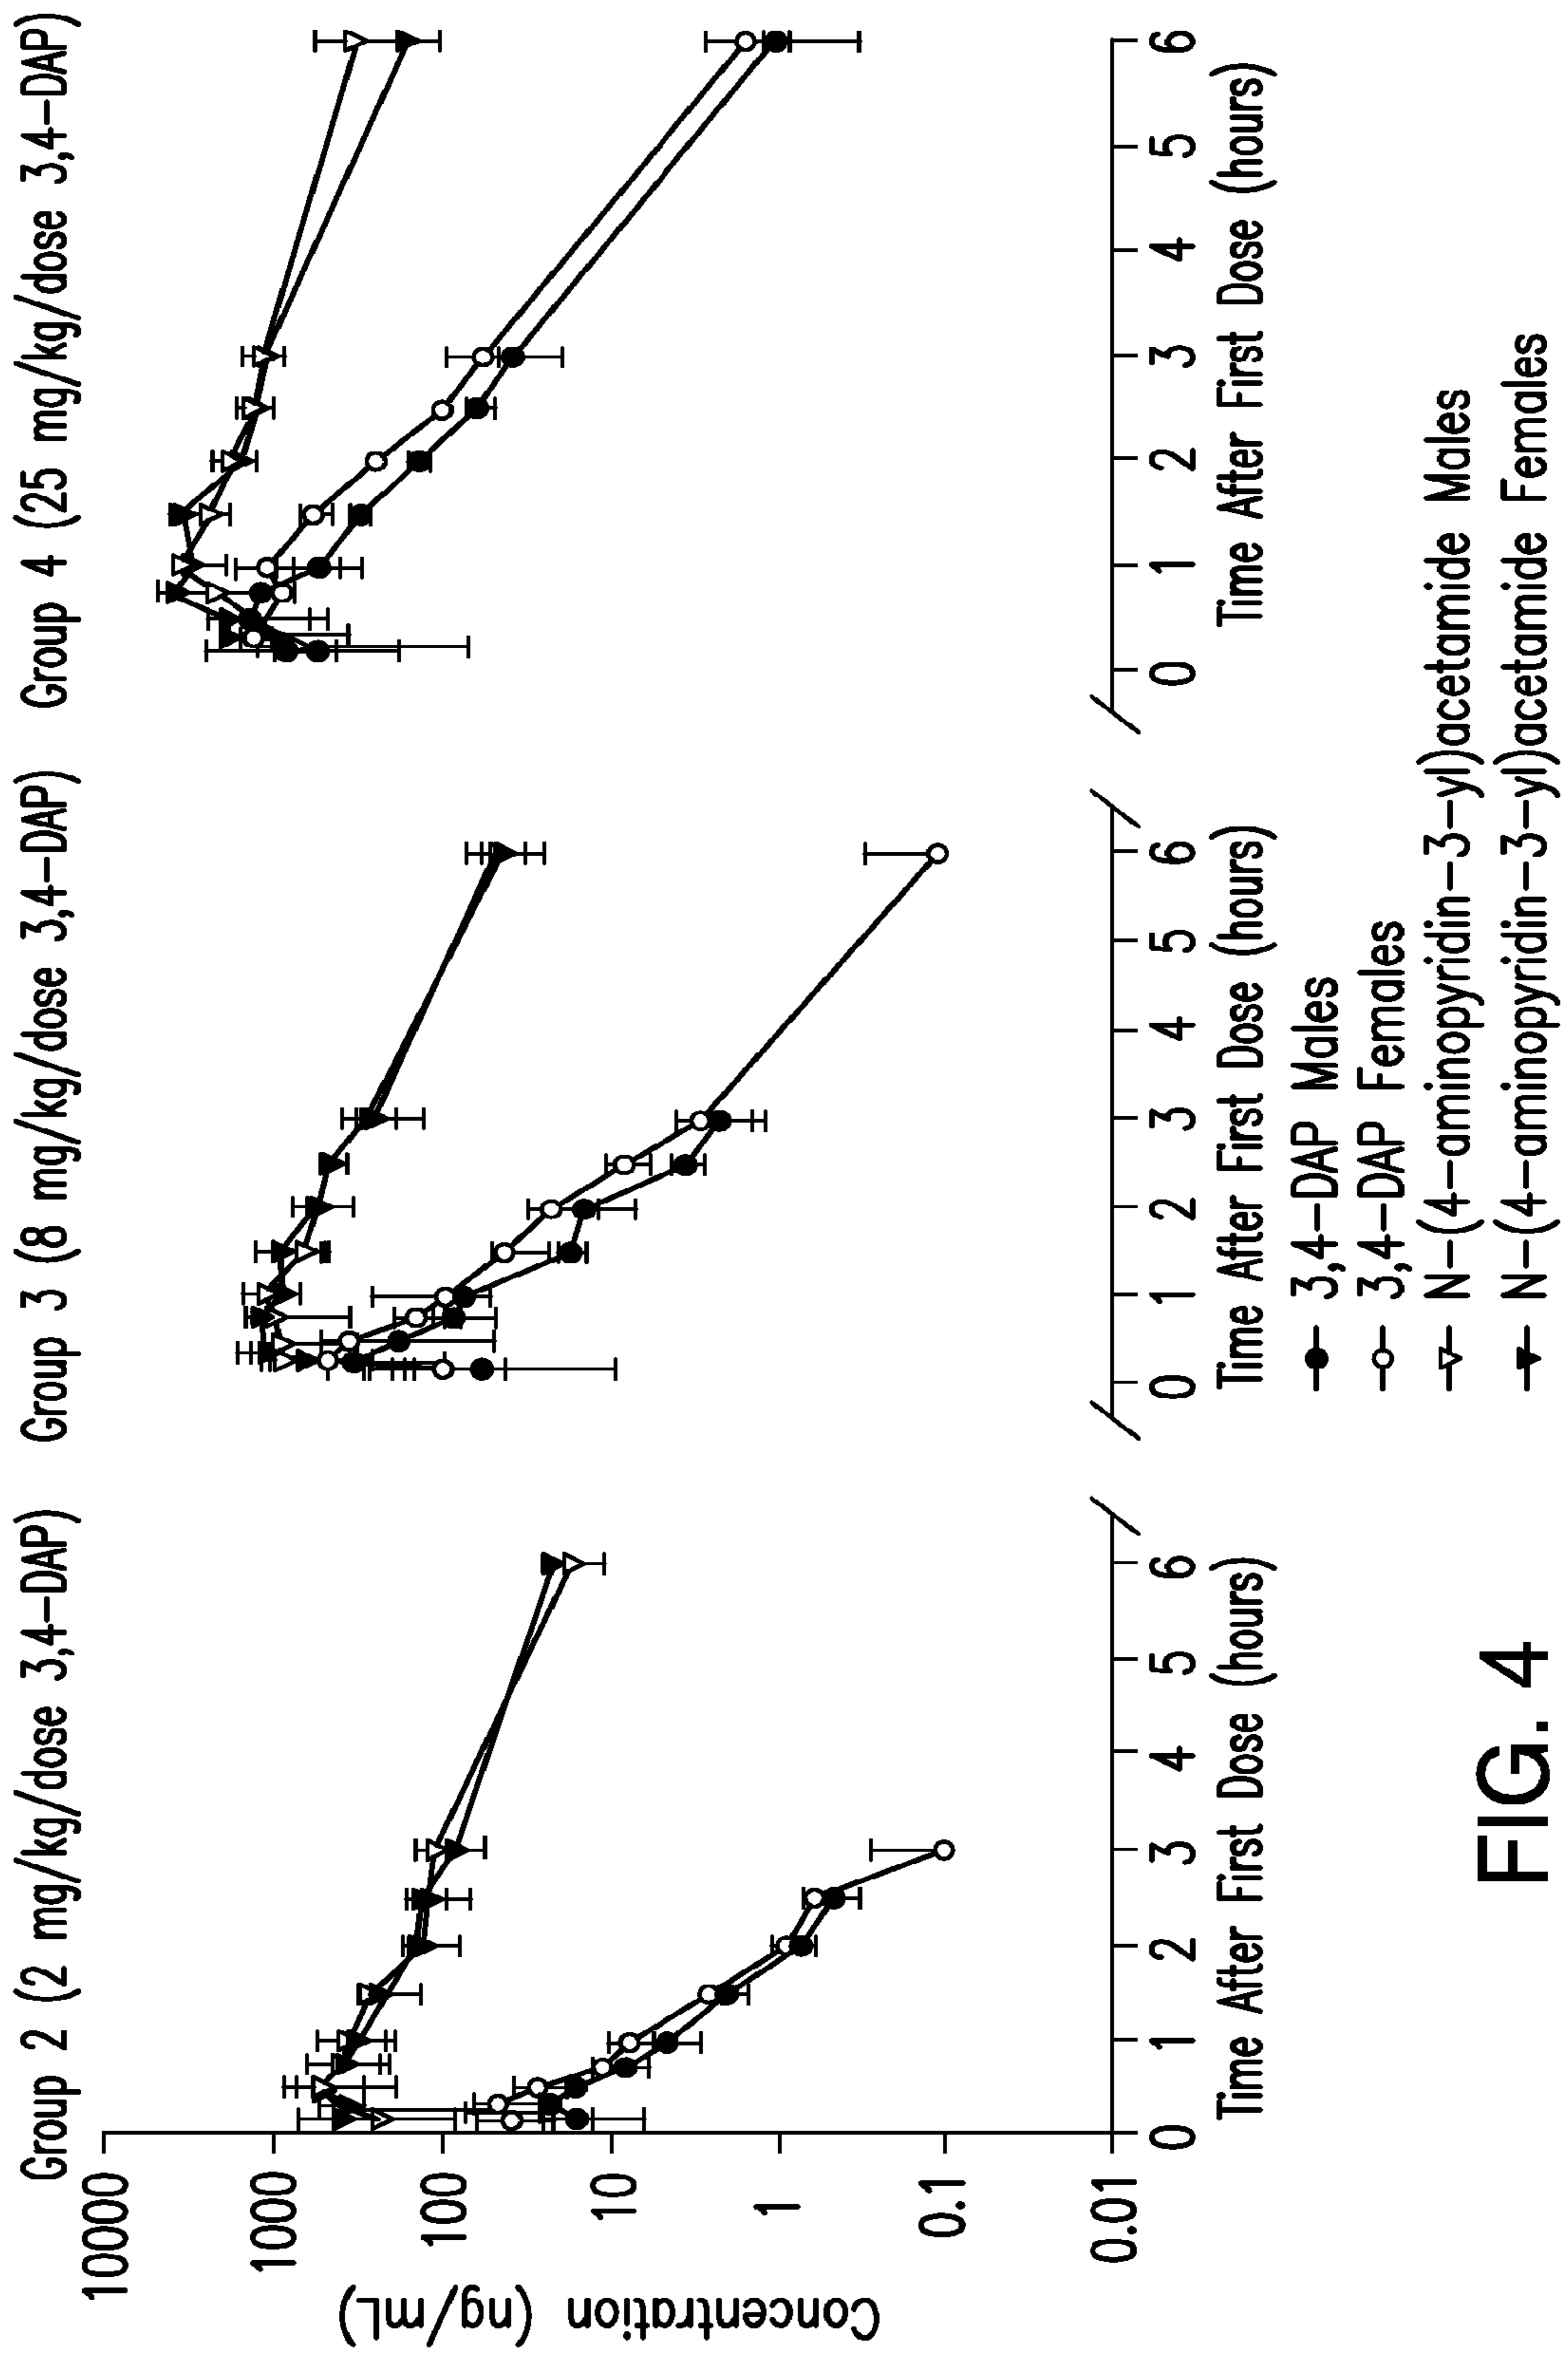 Group 2 (2 mg/kg/dose 3,4-DAP)
Group 3 (8 mg/kg/dose 3,4-DAP)
Group 4 (25 mg/kg/dose 3,4-DAP)
Concentration (ng/mL)
10000
1000
100
10
1
0.1
0.01
0 1 2 3 4 5 6
0 1 2 3 4 5 6
0 1 2 3 4 5 6
Time After First Dose (hours)
Time After First Dose (hours)
Time After First Dose (hours)
3,4-DAP Males
3,4-DAP Females
N-(4-aminopyridin-3-yl)acetamide Males
N-(4-aminopyridin-3-yl)acetamide Females
FIG. 4